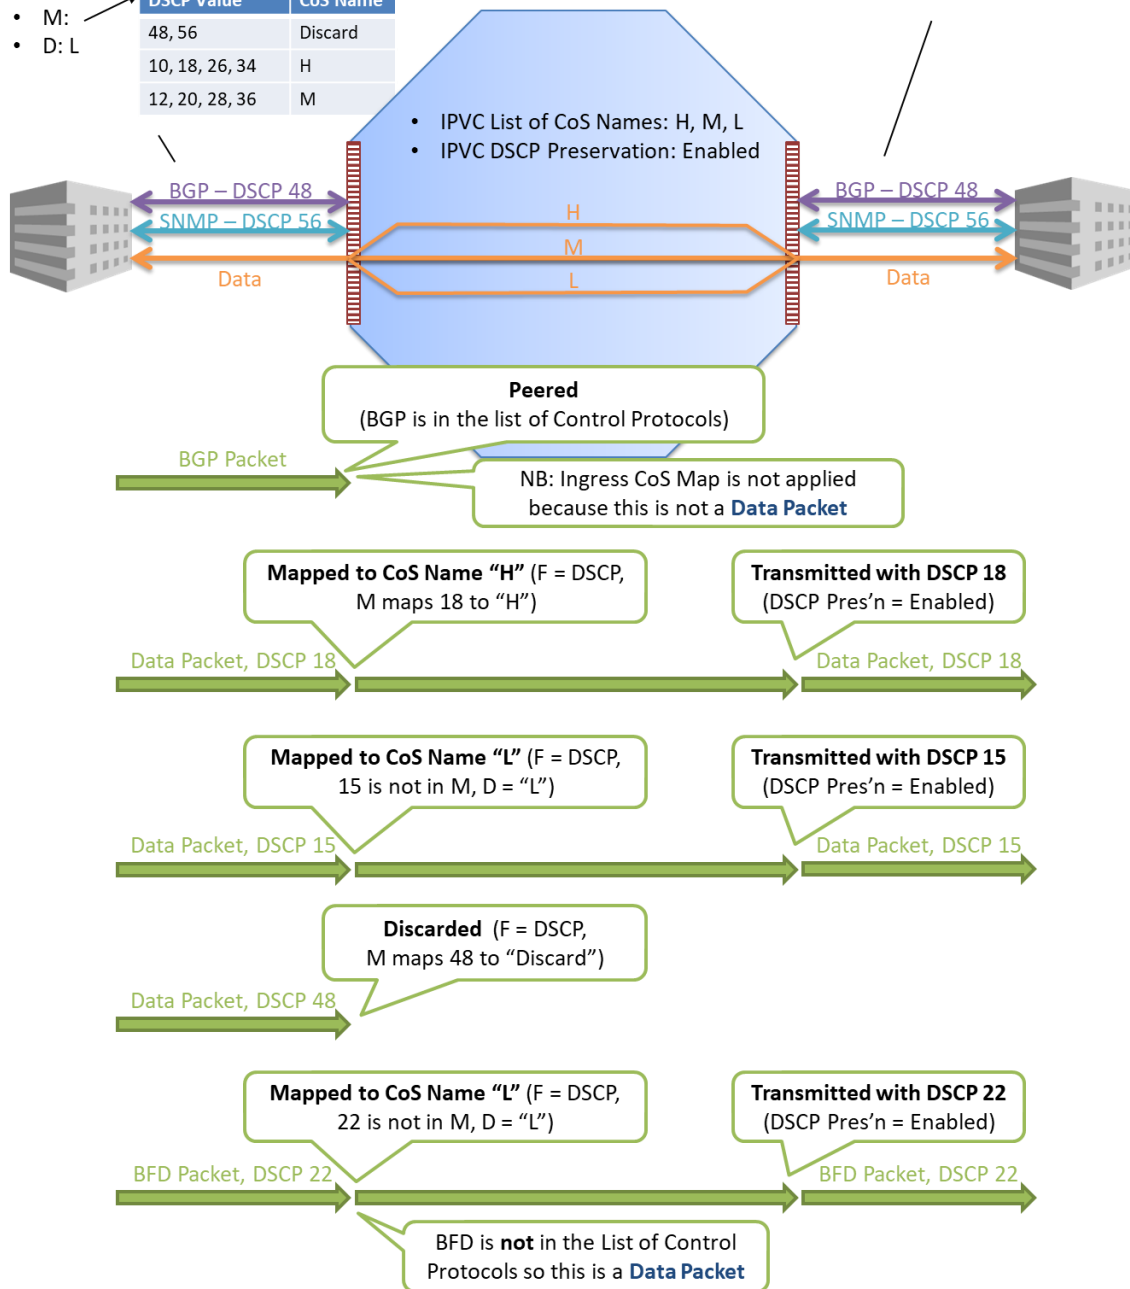 DSCP Value CoS Name
• M:
• D: L
48, 56 Discard
10, 18, 26, 34 H
12, 20, 28, 36 M
• IPVC List of CoS Names: H, M, L
• IPVC DSCP Preservation: Enabled
BGP – DSCP 48
BGP – DSCP 48
SNMP – DSCP 56
SNMP – DSCP 56
H
M
L
Data
Data
Peered
(BGP is in the list of Control Protocols)
BGP Packet
NB: Ingress CoS Map is not applied
because this is not a Data Packet
Mapped to CoS Name “H” (F = DSCP,
M maps 18 to “H”)
Transmitted with DSCP 18
(DSCP Pres’n = Enabled)
Data Packet, DSCP 18
Data Packet, DSCP 18
Mapped to CoS Name “L” (F = DSCP,
15 is not in M, D = “L”)
Transmitted with DSCP 15
(DSCP Pres’n = Enabled)
Data Packet, DSCP 15
Data Packet, DSCP 15
Discarded (F = DSCP,
M maps 48 to “Discard”)
Data Packet, DSCP 48
Mapped to CoS Name “L” (F = DSCP,
22 is not in M, D = “L”)
Transmitted with DSCP 22
(DSCP Pres’n = Enabled)
BFD Packet, DSCP 22
BFD Packet, DSCP 22
BFD is not in the List of Control
Protocols so this is a Data Packet